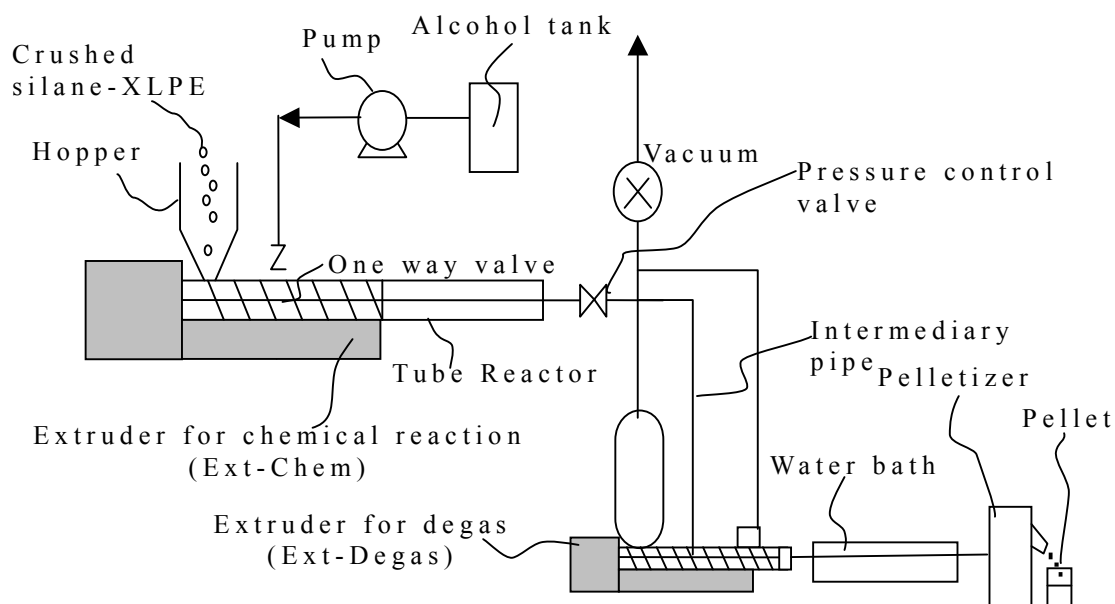 Crushed
silane-XLPE
Pump
Alcohol tank
Hopper
Vacuum
Pressure control
valve
One way valve
Tube Reactor
Intermediary
pipe
Pelletizer
Pellet
Extruder for chemical reaction
(Ext-Chem)
Water bath
Extruder for degas
(Ext-Degas)